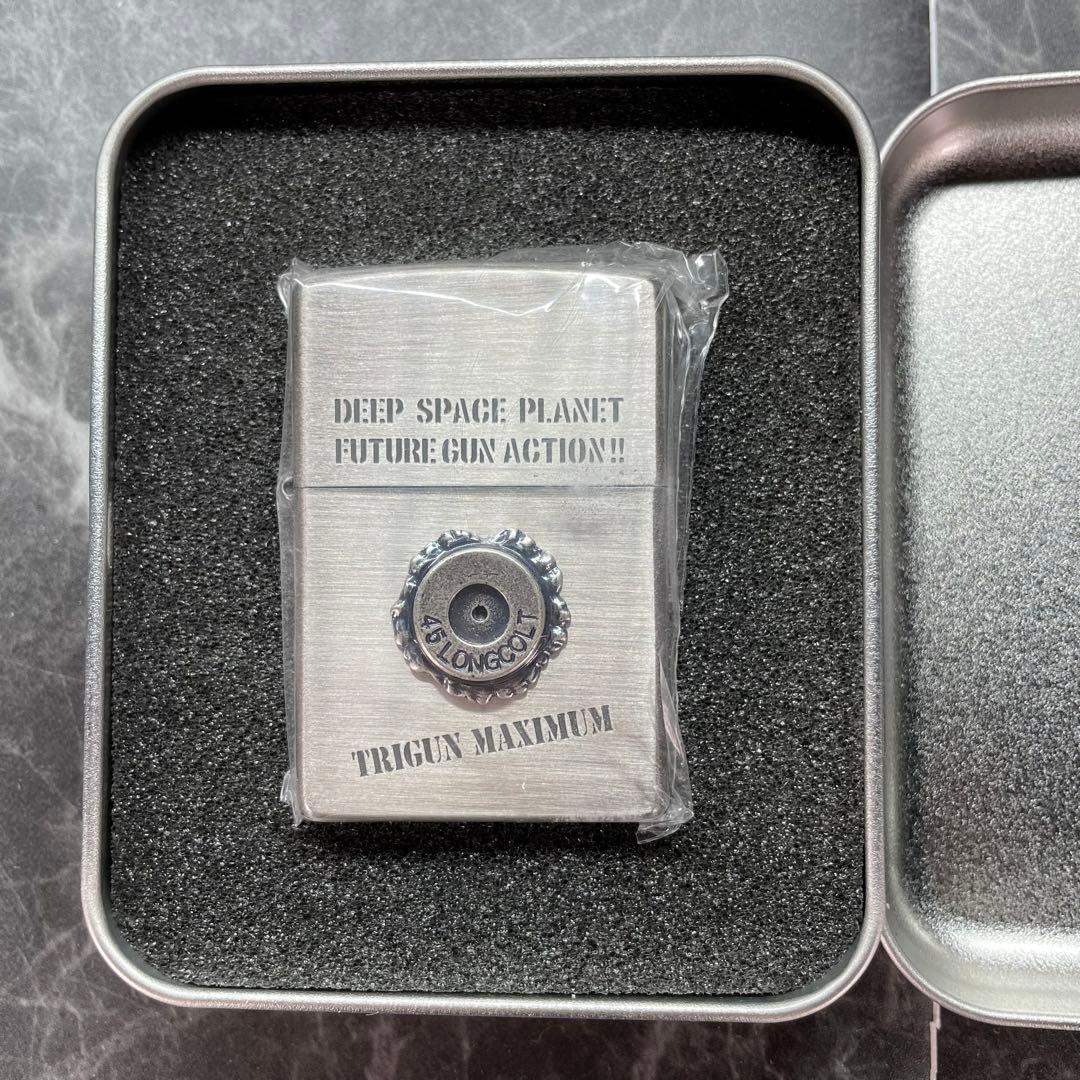 DEEP SPACE PLANET
FUTURE GUN ACTION!!
45 LONGCOLT
TRIGUN MAXIMUM